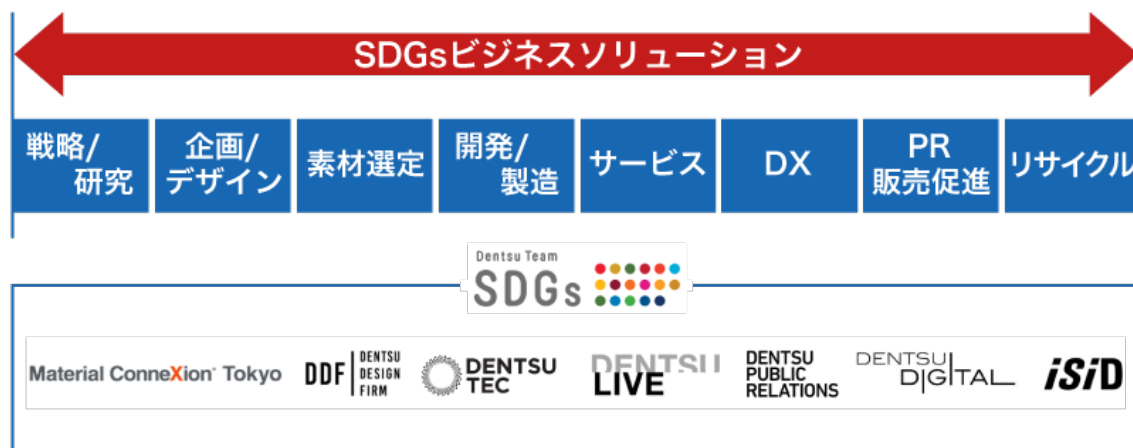 SDGsビジネスソリューション
戦略/
研究
企画/
デザイン
素材選定
開発/
製造
サービス
DX
PR
販売促進
リサイクル
Dentsu Team
SDGs
Material ConneXion Tokyo
DDF
DENTSU
DESIGN
FIRM
DENTSU
TEC
DENTSU
LIVE
DENTSU
PUBLIC
RELATIONS
DENTSU
DIGITAL
iSiD